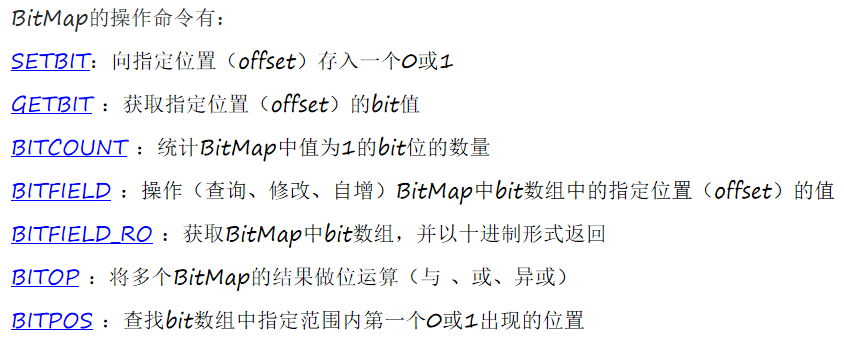 BitMap的操作命令有：
SETBIT：向指定位置（offset）存入一个0或1
GETBIT ：获取指定位置（offset）的bit值
BITCOUNT ：统计BitMap中值为1的bit位的数量
BITFIELD ：操作（查询、修改、自增）BitMap中bit数组中的指定位置（offset）的值
BITFIELD_RO ：获取BitMap中bit数组，并以十进制形式返回
BITOP ：将多个BitMap的结果做位运算（与 、或、异或）
BITPOS ：查找bit数组中指定范围内第一个0或1出现的位置